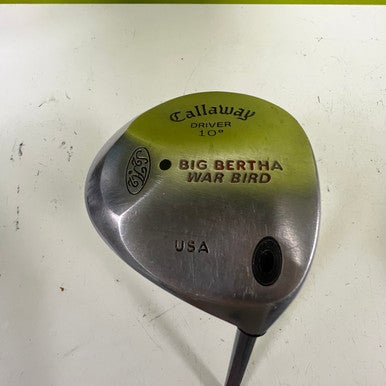 Callaway
DRIVER
10°
BIG BERTHA
WAR BIRD
USA